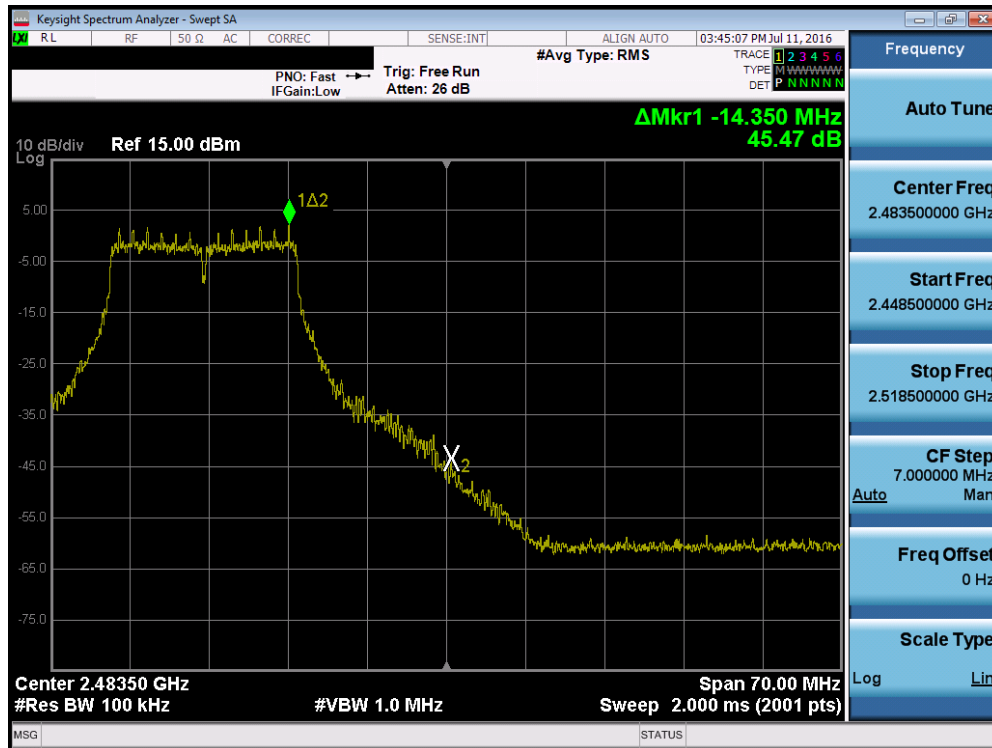 Keysight Spectrum Analyzer - Swept SA
LXI RL RF 50 Ω AC CORREC SENSE:INT ALIGN AUTO 03:45:07 PM Jul 11, 2016
Frequency
#Avg Type: RMS
TRACE 1 2 3 4 5 6
PNO: Fast Trig: Free Run
TYPE M W W W W W
IFGain:Low Atten: 26 dB
DET P N N N N N
Auto Tune
ΔMkr1 -14.350 MHz
45.47 dB
10 dB/div Ref 15.00 dBm
Log
1Δ2
5.00
-5.00
-15.0
-25.0
-35.0
-45.0
-55.0
-65.0
-75.0
X2
Center Freq
2.483500000 GHz
Start Freq
2.448500000 GHz
Stop Freq
2.518500000 GHz
CF Step
7.000000 MHz
Auto Man
Freq Offset
0 Hz
Scale Type
Log Lin
Center 2.48350 GHz Span 70.00 MHz
#Res BW 100 kHz #VBW 1.0 MHz Sweep 2.000 ms (2001 pts)
MSG STATUS